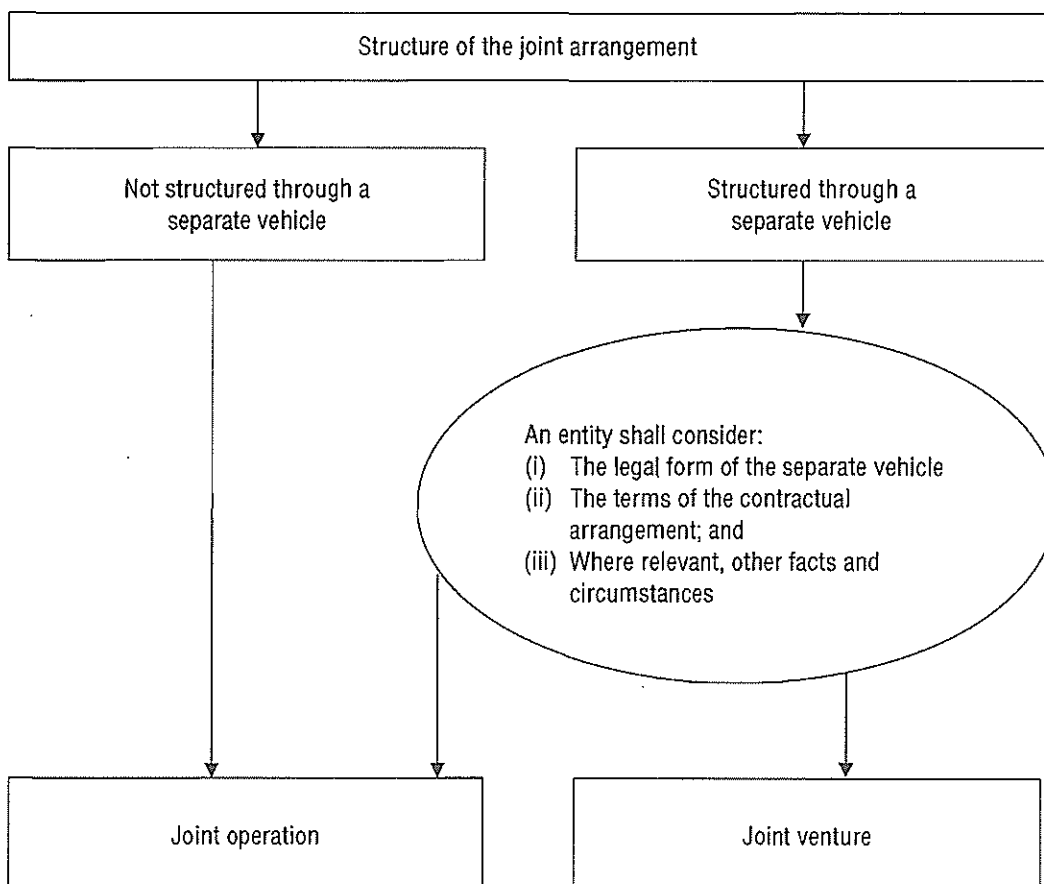 Structure of the joint arrangement
Not structured through a
separate vehicle
Structured through a
separate vehicle
An entity shall consider:
(i) The legal form of the separate vehicle
(ii) The terms of the contractual
arrangement; and
(iii) Where relevant, other facts and
circumstances
Joint operation
Joint venture